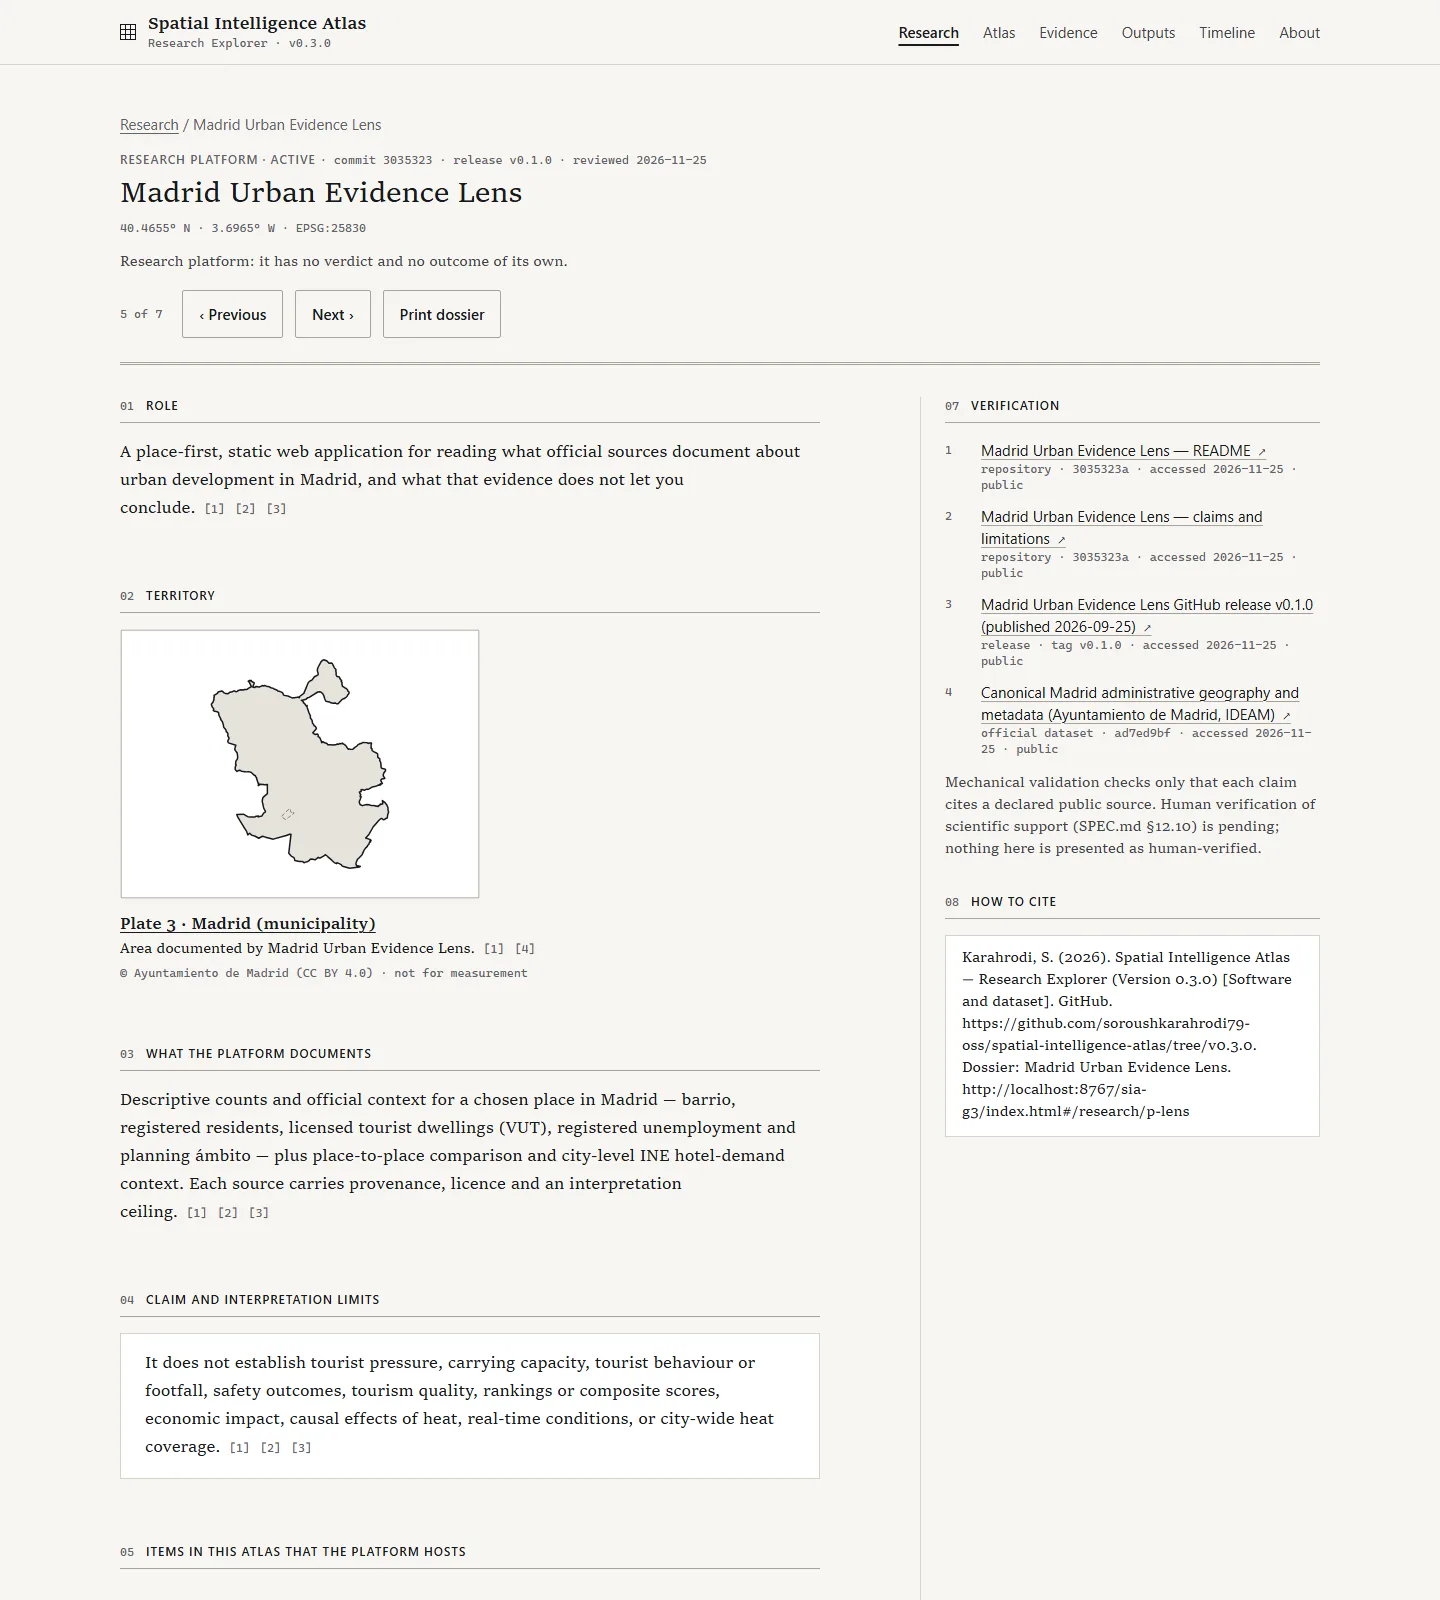 Spatial Intelligence Atlas
Research Explorer · v0.3.0
Research Atlas Evidence Outputs Timeline About
Research / Madrid Urban Evidence Lens
RESEARCH PLATFORM · ACTIVE · commit 3035323 · release v0.1.0 · reviewed 2026-11-25
Madrid Urban Evidence Lens
40.4655° N · 3.6965° W · EPSG:25830
Research platform: it has no verdict and no outcome of its own.
5 of 7 ‹ Previous Next › Print dossier
01 ROLE
A place-first, static web application for reading what official sources document about
urban development in Madrid, and what that evidence does not let you
conclude. [1] [2] [3]
02 TERRITORY
Plate 3 · Madrid (municipality)
Area documented by Madrid Urban Evidence Lens. [1] [4]
© Ayuntamiento de Madrid (CC BY 4.0) · not for measurement
03 WHAT THE PLATFORM DOCUMENTS
Descriptive counts and official context for a chosen place in Madrid — barrio,
registered residents, licensed tourist dwellings (VUT), registered unemployment and
planning ámbito — plus place-to-place comparison and city-level INE hotel-demand
context. Each source carries provenance, licence and an interpretation
ceiling. [1] [2] [3]
04 CLAIM AND INTERPRETATION LIMITS
It does not establish tourist pressure, carrying capacity, tourist behaviour or
footfall, safety outcomes, tourism quality, rankings or composite scores,
economic impact, causal effects of heat, real-time conditions, or city-wide heat
coverage. [1] [2] [3]
05 ITEMS IN THIS ATLAS THAT THE PLATFORM HOSTS
07 VERIFICATION
1 Madrid Urban Evidence Lens — README ↗
repository · 3035323a · accessed 2026-11-25 ·
public
2 Madrid Urban Evidence Lens — claims and
limitations ↗
repository · 3035323a · accessed 2026-11-25 ·
public
3 Madrid Urban Evidence Lens GitHub release v0.1.0
(published 2026-09-25) ↗
release · tag v0.1.0 · accessed 2026-11-25 ·
public
4 Canonical Madrid administrative geography and
metadata (Ayuntamiento de Madrid, IDEAM) ↗
official dataset · ad7ed9bf · accessed 2026-11-
25 · public
Mechanical validation checks only that each claim
cites a declared public source. Human verification of
scientific support (SPEC.md §12.10) is pending;
nothing here is presented as human-verified.
08 HOW TO CITE
Karahrodi, S. (2026). Spatial Intelligence Atlas
— Research Explorer (Version 0.3.0) [Software
and dataset]. GitHub.
https://github.com/soroushkarahrodi79-
oss/spatial-intelligence-atlas/tree/v0.3.0.
Dossier: Madrid Urban Evidence Lens.
http://localhost:8767/sia-
g3/index.html#/research/p-lens